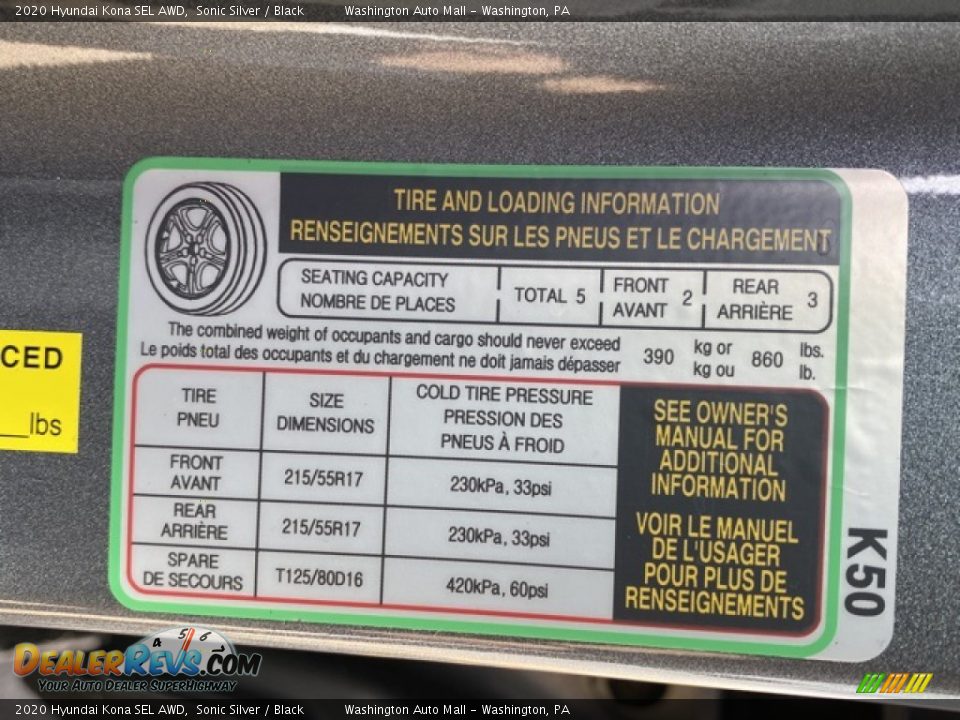 2020 Hyundai Kona SEL AWD, Sonic Silver / Black Washington Auto Mall - Washington, PA
TIRE AND LOADING INFORMATION
RENSEIGNEMENTS SUR LES PNEUS ET LE CHARGEMENT
SEATING CAPACITY
NOMBRE DE PLACES
TOTAL 5
FRONT
AVANT
2
REAR
ARRIÈRE
3
The combined weight of occupants and cargo should never exceed
Le poids total des occupants et du chargement ne doit jamais dépasser
390
kg or
kg ou
860
lbs.
lb.
CED
lbs
TIRE
PNEU
SIZE
DIMENSIONS
COLD TIRE PRESSURE
PRESSION DES
PNEUS À FROID
FRONT
AVANT
215/55R17
230kPa, 33psi
REAR
ARRIÈRE
215/55R17
230kPa, 33psi
SPARE
DE SECOURS
T125/80D16
420kPa, 60psi
SEE OWNER'S
MANUAL FOR
ADDITIONAL
INFORMATION
VOIR LE MANUEL
DE L'USAGER
POUR PLUS DE
RENSEIGNEMENTS
K50
4 5 6
DEALERREVS.COM
YOUR AUTO DEALER SUPERHIGHWAY
2020 Hyundai Kona SEL AWD, Sonic Silver / Black Washington Auto Mall - Washington, PA